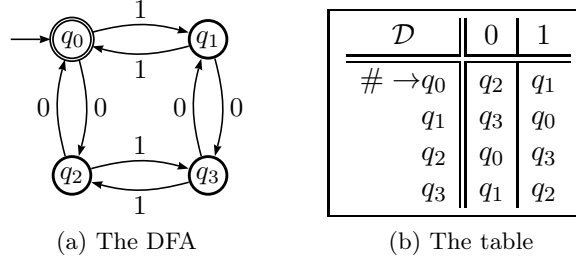 1
q₀ q₁
1
0 0 0 0
1
q₂ q₃
1
(a) The DFA
𝒟 0 1
# →q₀ q₂ q₁
q₁ q₃ q₀
q₂ q₀ q₃
q₃ q₁ q₂
(b) The table